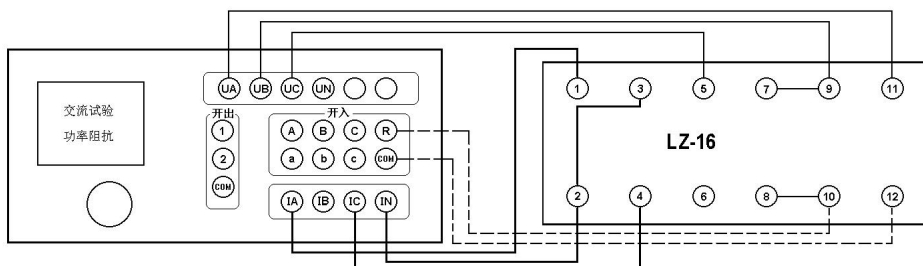 UA UB UC UN
交流试验
功率阻抗
开出
1
2
COM
开入
A B C R
a b c COM
IA IB IC IN
1 3 5 7 9 11
LZ-16
2 4 6 8 10 12